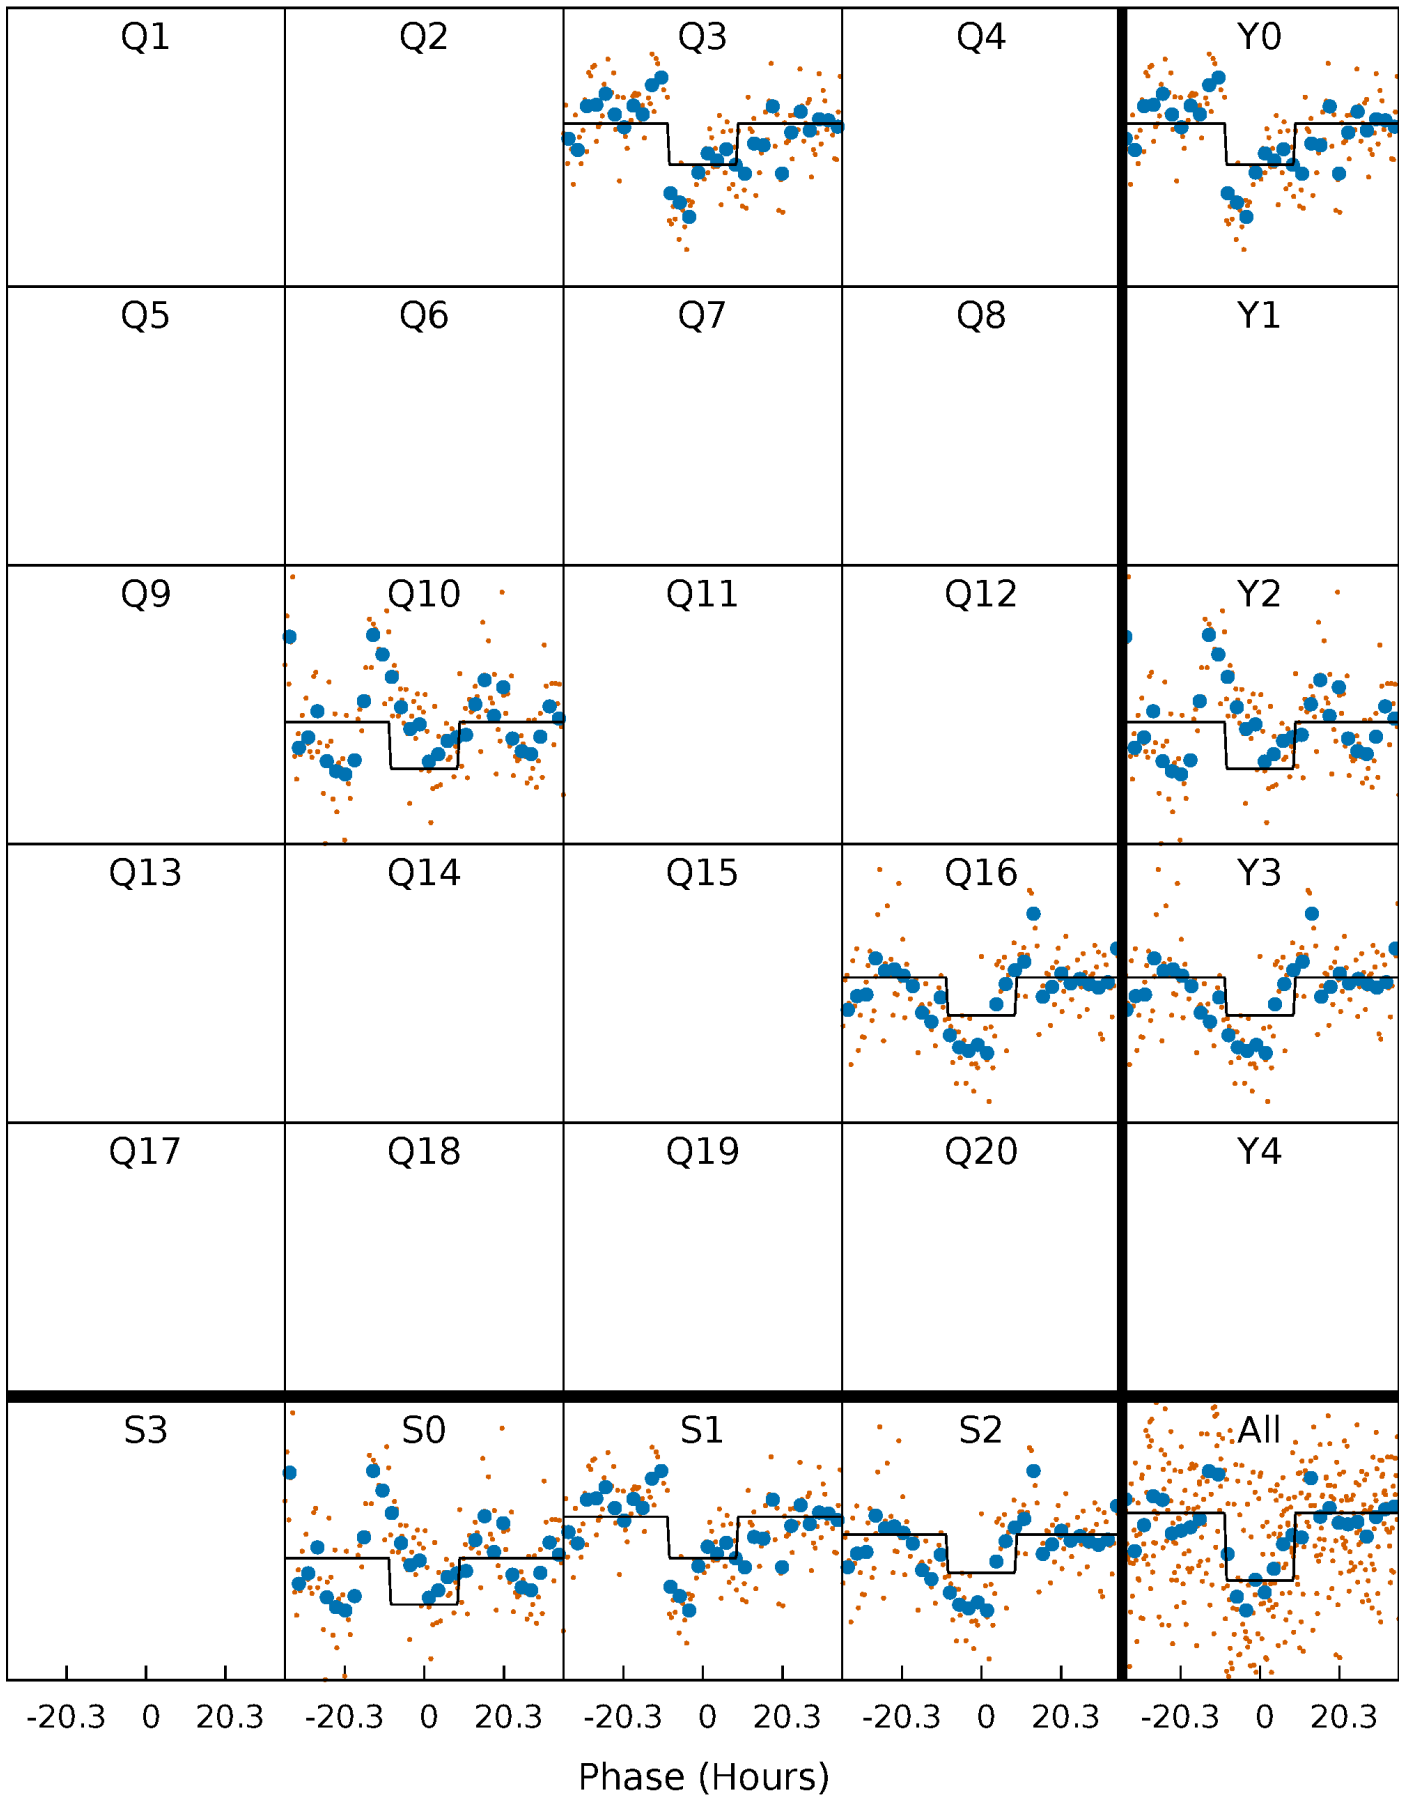 Q1 Q2 Q3 Q4 Y0
Q5 Q6 Q7 Q8 Y1
Q9 Q10 Q11 Q12 Y2
Q13 Q14 Q15 Q16 Y3
Q17 Q18 Q19 Q20 Y4
S3 S0 S1 S2 All
-20.3 0 20.3 -20.3 0 20.3 -20.3 0 20.3 -20.3 0 20.3 -20.3 0 20.3
Phase (Hours)